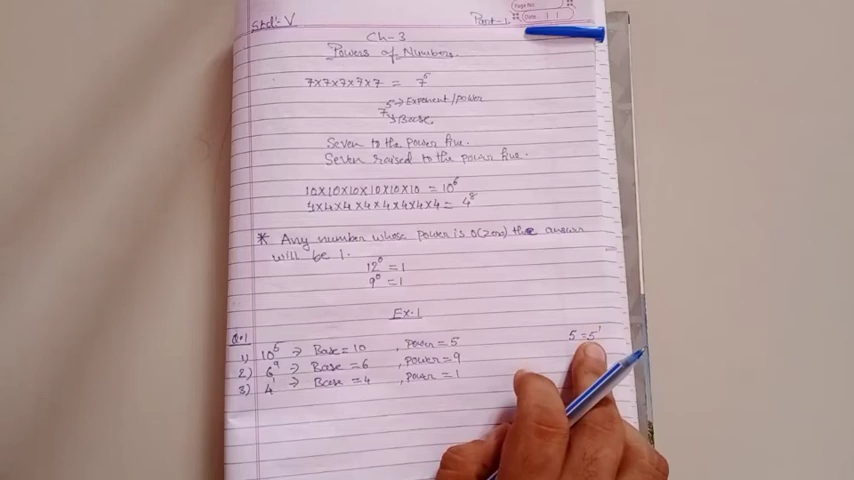 Page No.
Date
Std:- V
Part-1
Ch-3
Powers of Numbers.
7x7x7x7x7 = 7⁵
7⁵ → Exponent/power
→ Base
Seven to the power five.
Seven raised to the power five.
10X10X10X10X10X10 = 10⁶
4x4x4x4x4x4x4x4 = 4⁸
* Any number whose power is 0(zero) the answer
will be 1.
12⁰ = 1
9⁰ = 1
Ex.1
Q.1
1) 10⁵ → Base = 10 , power = 5
5 = 5¹
2) 6⁹ → Base = 6 , power = 9
3) 4¹ → Base = 4 , power = 1